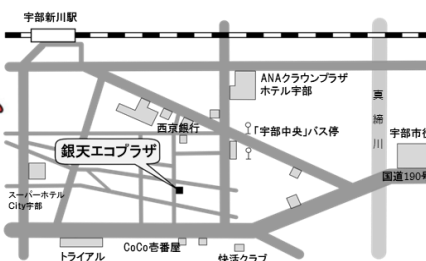 宇部新川駅
ANAクラウンプラザ
ホテル宇部
真締川
西京銀行
「宇部中央」バス停
宇部市役
銀天エコプラザ
国道190号
スーパーホテル
City宇部
CoCo壱番屋
トライアル
快活クラブ